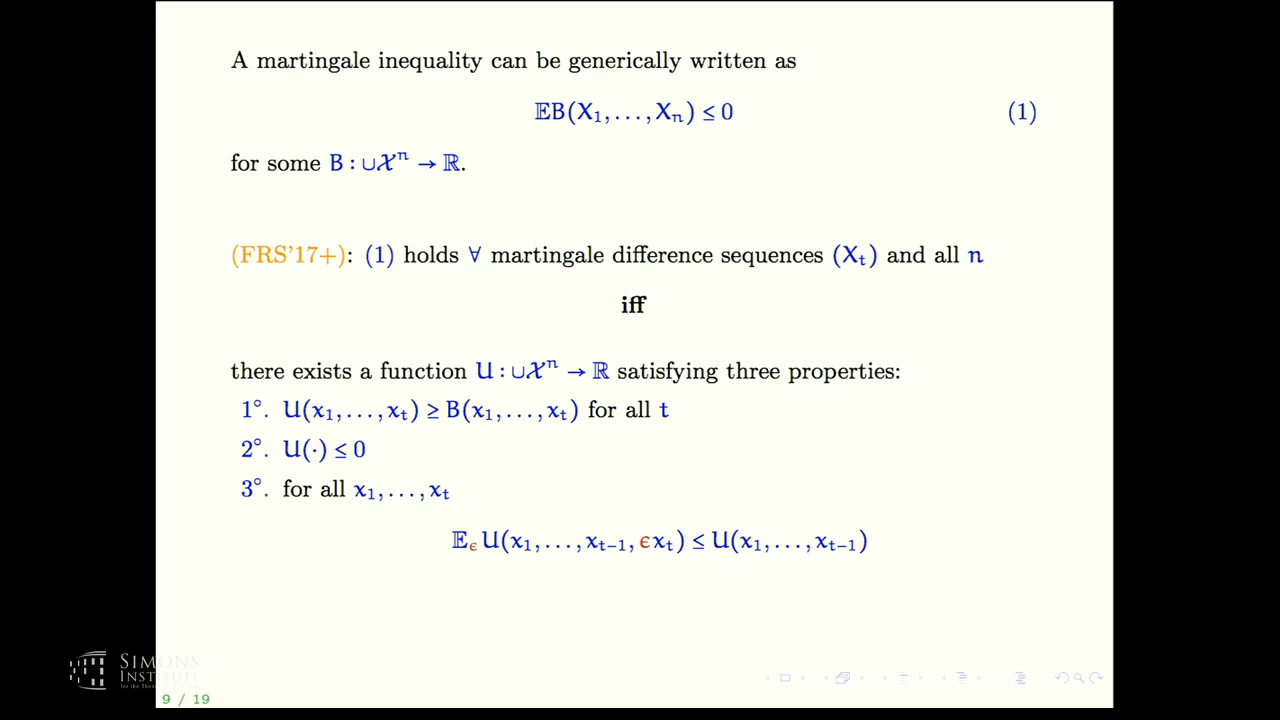 A martingale inequality can be generically written as
𝔼B(X₁,…,Xₙ) ≤ 0 (1)
for some B : ∪𝒳ⁿ → ℝ.
(FRS'17+): (1) holds ∀ martingale difference sequences (Xₜ) and all n
iff
there exists a function U : ∪𝒳ⁿ → ℝ satisfying three properties:
1°. U(x₁,…,xₜ) ≥ B(x₁,…,xₜ) for all t
2°. U(·) ≤ 0
3°. for all x₁,…,xₜ
𝔼_ϵ U(x₁,…,xₜ₋₁, ϵxₜ) ≤ U(x₁,…,xₜ₋₁)
SIMONS
INSTITUTE
9 / 19